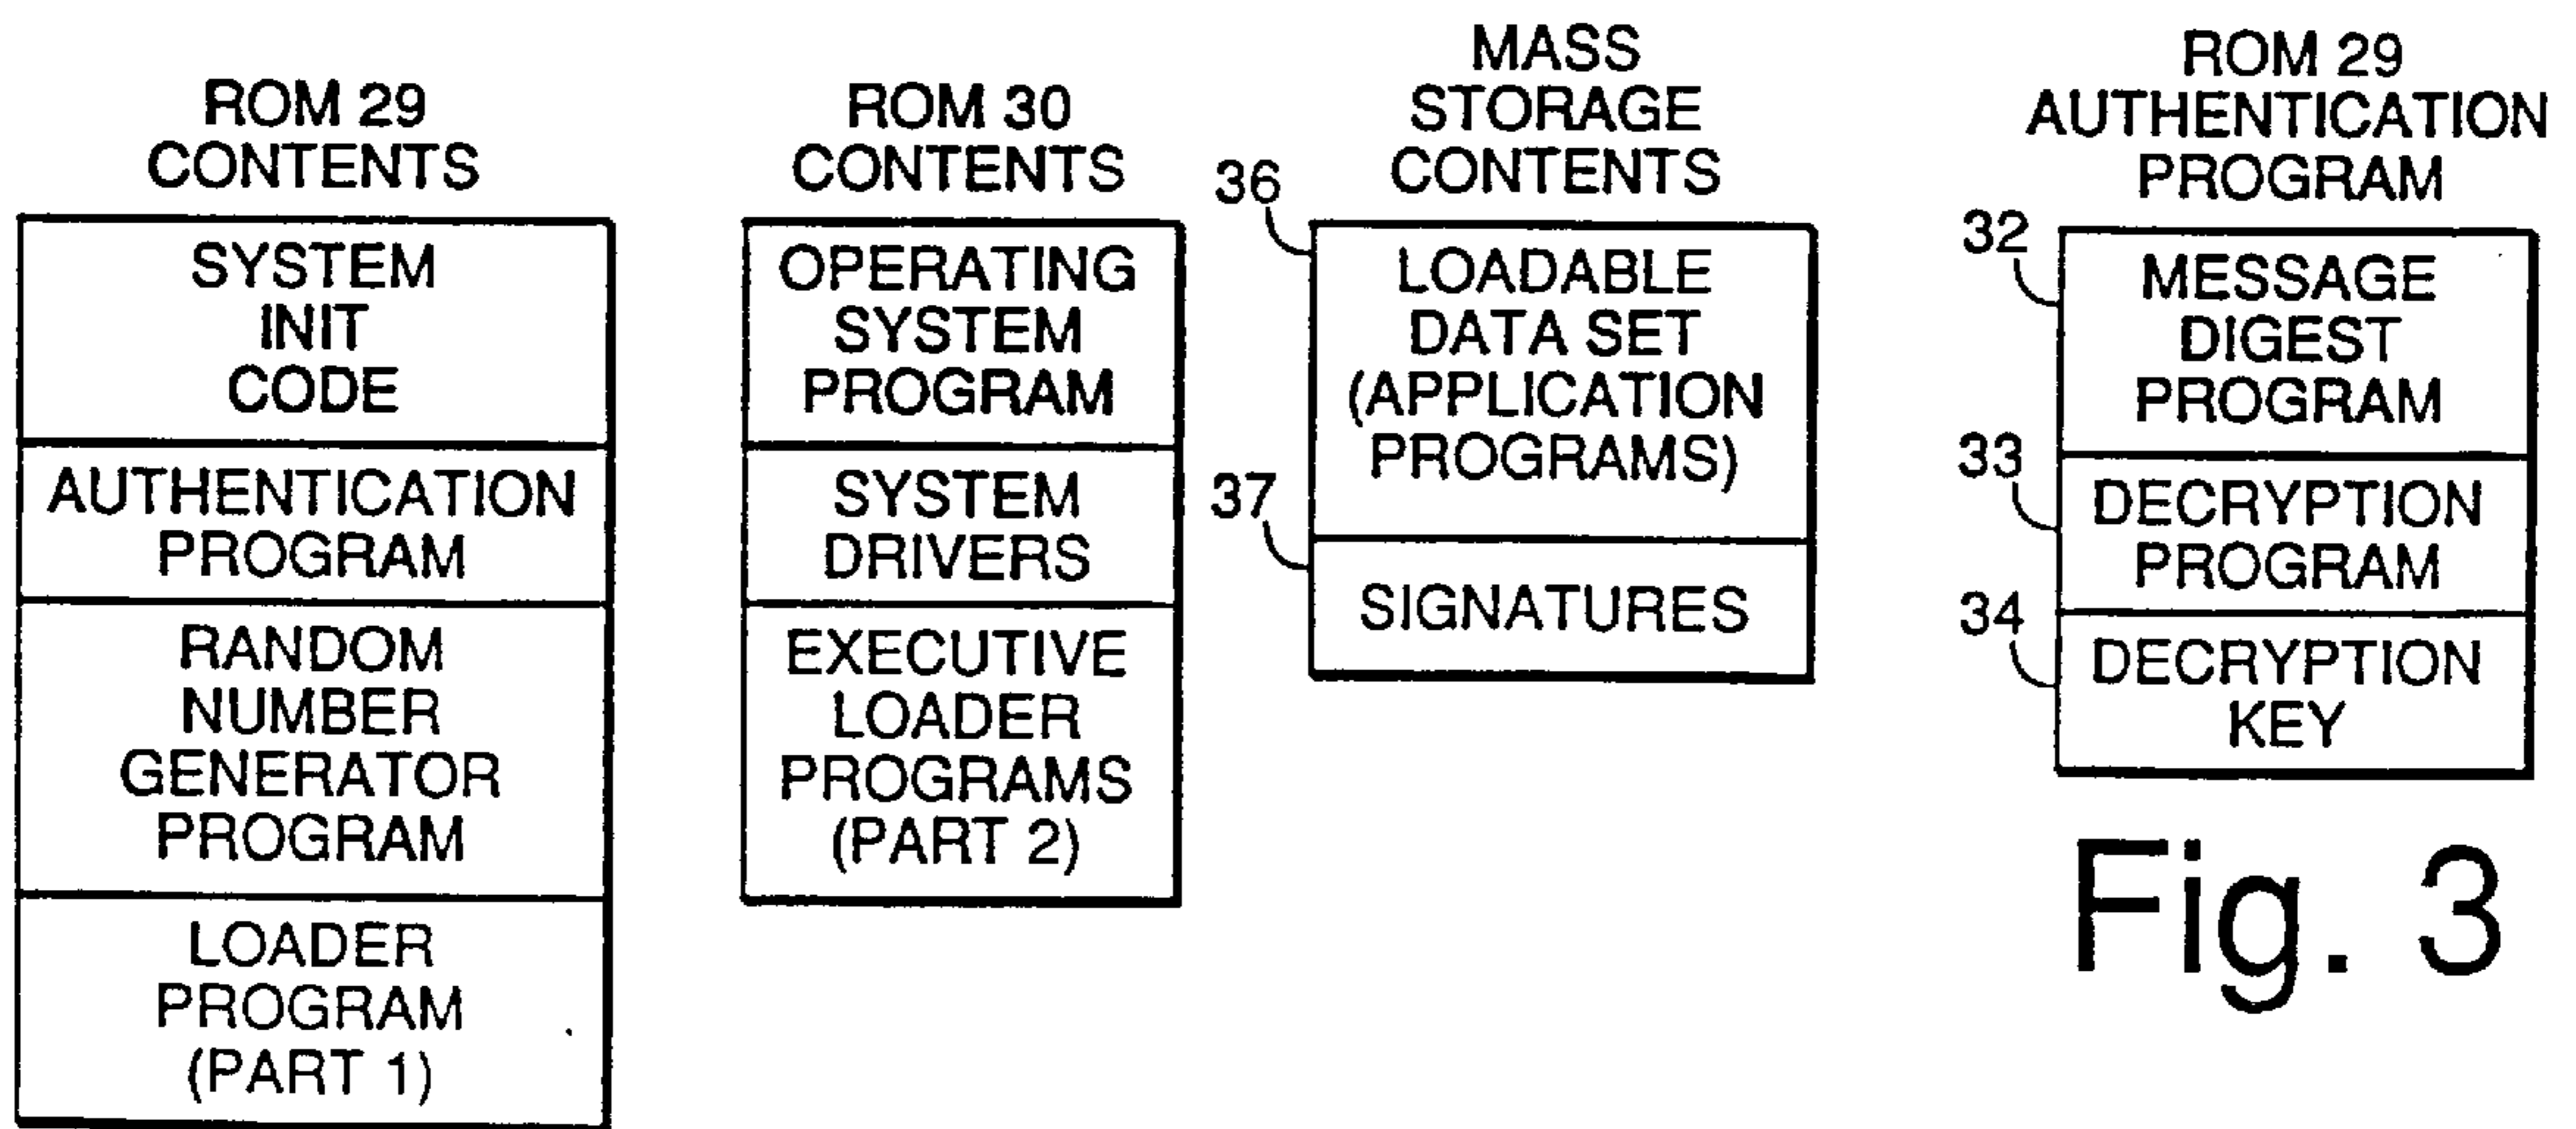 ROM 29
CONTENTS
SYSTEM
INIT
CODE
AUTHENTICATION
PROGRAM
RANDOM
NUMBER
GENERATOR
PROGRAM
LOADER
PROGRAM
(PART 1)
ROM 30
CONTENTS
OPERATING
SYSTEM
PROGRAM
SYSTEM
DRIVERS
EXECUTIVE
LOADER
PROGRAMS
(PART 2)
MASS
STORAGE
CONTENTS
36
LOADABLE
DATA SET
(APPLICATION
PROGRAMS)
37
SIGNATURES
ROM 29
AUTHENTICATION
PROGRAM
32
MESSAGE
DIGEST
PROGRAM
33
DECRYPTION
PROGRAM
34
DECRYPTION
KEY
Fig. 3